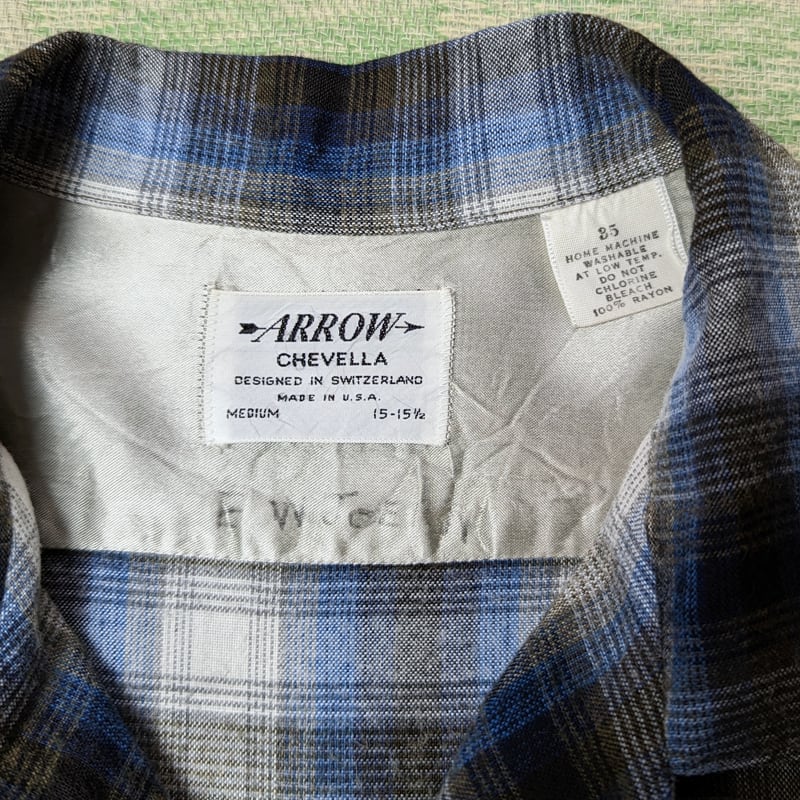 ARROW
CHEVELLA
DESIGNED IN SWITZERLAND
MADE IN U.S.A.
MEDIUM 15-15½
35
HOME MACHINE
WASHABLE
AT LOW TEMP.
DO NOT
CHLORINE
BLEACH
100% RAYON